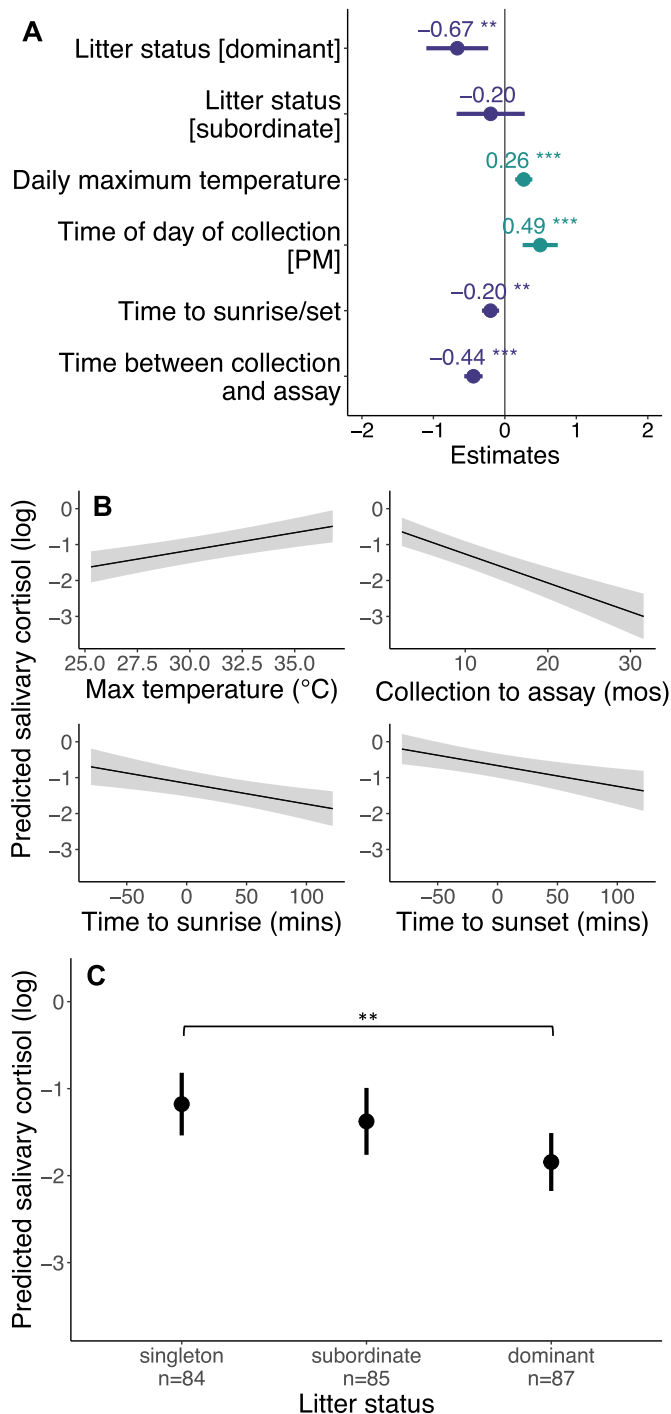 A
Litter status [dominant]
−0.67 **
Litter status
[subordinate]
−0.20
Daily maximum temperature
0.26 ***
Time of day of collection
[PM]
0.49 ***
Time to sunrise/set
−0.20 **
Time between collection
and assay
−0.44 ***
−2 −1 0 1 2
Estimates
B
Predicted salivary cortisol (log)
0
−1
−2
−3
25.0 27.5 30.0 32.5 35.0
Max temperature (°C)
0
−1
−2
−3
10 20 30
Collection to assay (mos)
0
−1
−2
−3
−50 0 50 100
Time to sunrise (mins)
0
−1
−2
−3
−50 0 50 100
Time to sunset (mins)
C
Predicted salivary cortisol (log)
0
−1
−2
−3
**
singleton subordinate dominant
n=84 n=85 n=87
Litter status